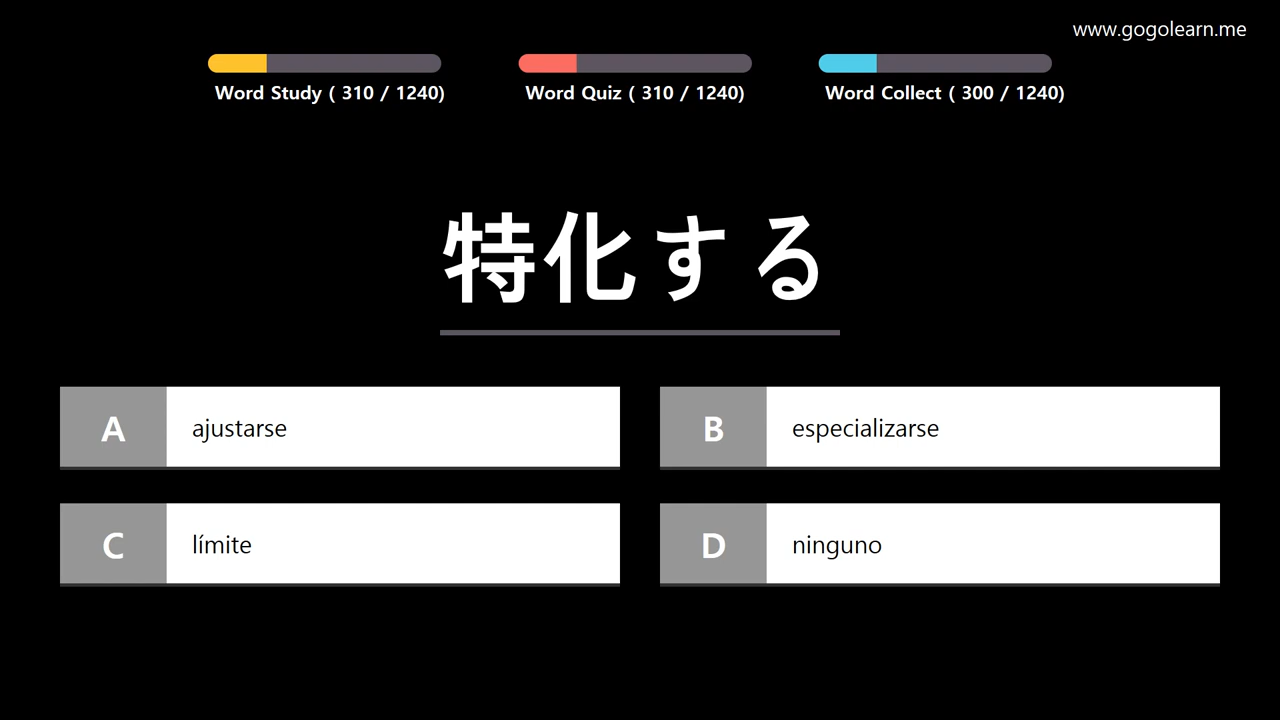 www.gogolearn.me
Word Study ( 310 / 1240)
Word Quiz ( 310 / 1240)
Word Collect ( 300 / 1240)
特化する
A ajustarse
B especializarse
C límite
D ninguno